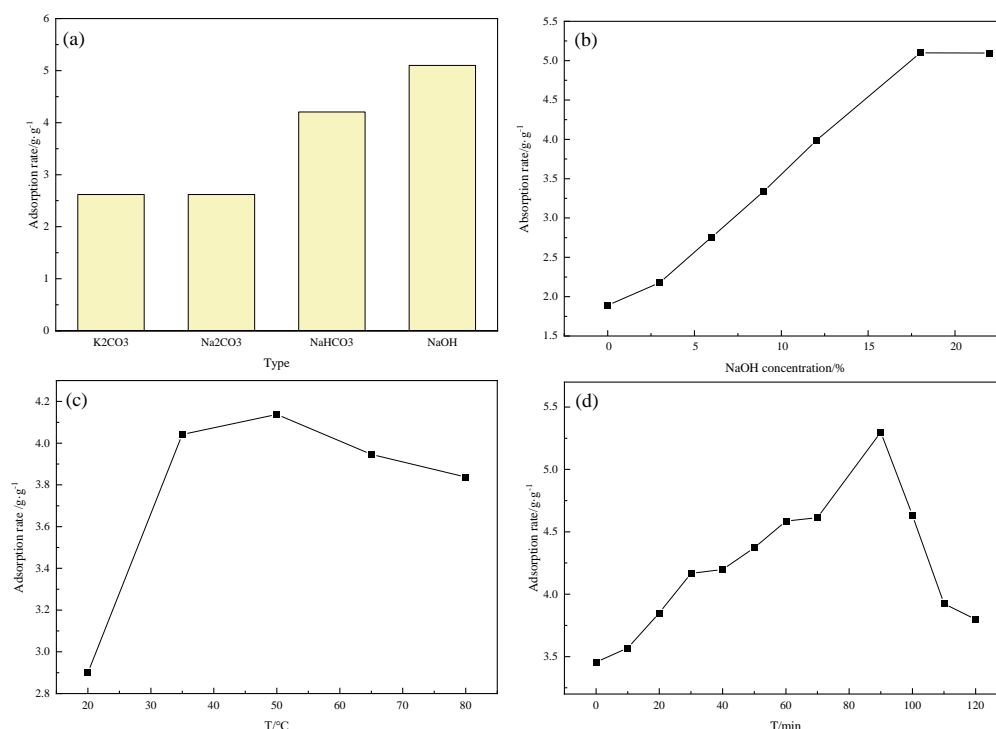 (a)
Adsorption rate/g·g⁻¹
6
5
4
3
2
1
0
K2CO3 Na2CO3 NaHCO3 NaOH
Type
(b)
Absorption rate/g·g⁻¹
5.5
5.0
4.5
4.0
3.5
3.0
2.5
2.0
1.5
0 5 10 15 20
NaOH concentration/%
(c)
Adsorption rate /g·g⁻¹
4.2
4.0
3.8
3.6
3.4
3.2
3.0
2.8
20 30 40 50 60 70 80
T/°C
(d)
Adsorption rate/g·g⁻¹
5.5
5.0
4.5
4.0
3.5
0 20 40 60 80 100 120
T/min